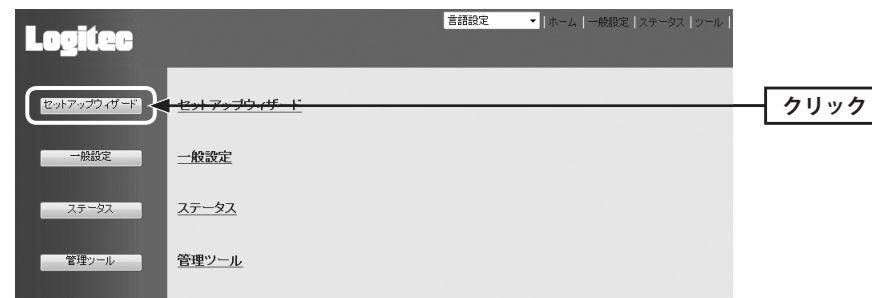 言語設定 | ホーム | 一般設定 | ステータス | ツール |
Logitec
セットアップウィザード セットアップウィザード
クリック
一般設定 一般設定
ステータス ステータス
管理ツール 管理ツール